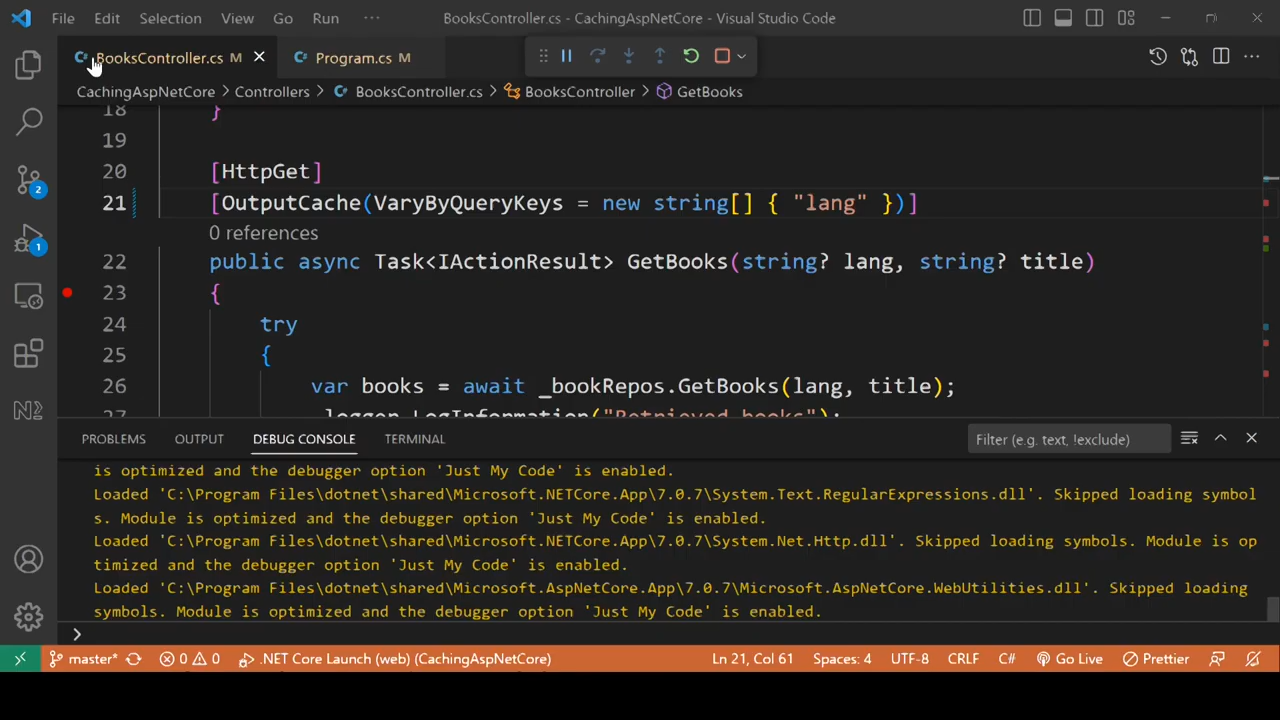 File Edit Selection View Go Run ··· BooksController.cs - CachingAspNetCore - Visual Studio Code
BooksController.cs M Program.cs M
CachingAspNetCore > Controllers > BooksController.cs > BooksController > GetBooks
18 }
19
20 [HttpGet]
21 [OutputCache(VaryByQueryKeys = new string[] { "lang" })]
0 references
22 public async Task<IActionResult> GetBooks(string? lang, string? title)
23 {
24 try
25 {
26 var books = await _bookRepos.GetBooks(lang, title);
27 _logger.LogInformation("Retrieved books");
PROBLEMS OUTPUT DEBUG CONSOLE TERMINAL Filter (e.g. text, !exclude)
is optimized and the debugger option 'Just My Code' is enabled.
Loaded 'C:\Program Files\dotnet\shared\Microsoft.NETCore.App\7.0.7\System.Text.RegularExpressions.dll'. Skipped loading symbol
s. Module is optimized and the debugger option 'Just My Code' is enabled.
Loaded 'C:\Program Files\dotnet\shared\Microsoft.NETCore.App\7.0.7\System.Net.Http.dll'. Skipped loading symbols. Module is op
timized and the debugger option 'Just My Code' is enabled.
Loaded 'C:\Program Files\dotnet\shared\Microsoft.AspNetCore.App\7.0.7\Microsoft.AspNetCore.WebUtilities.dll'. Skipped loading
symbols. Module is optimized and the debugger option 'Just My Code' is enabled.
>
2
1
master* 0 0 .NET Core Launch (web) (CachingAspNetCore) Ln 21, Col 61 Spaces: 4 UTF-8 CRLF C# Go Live Prettier